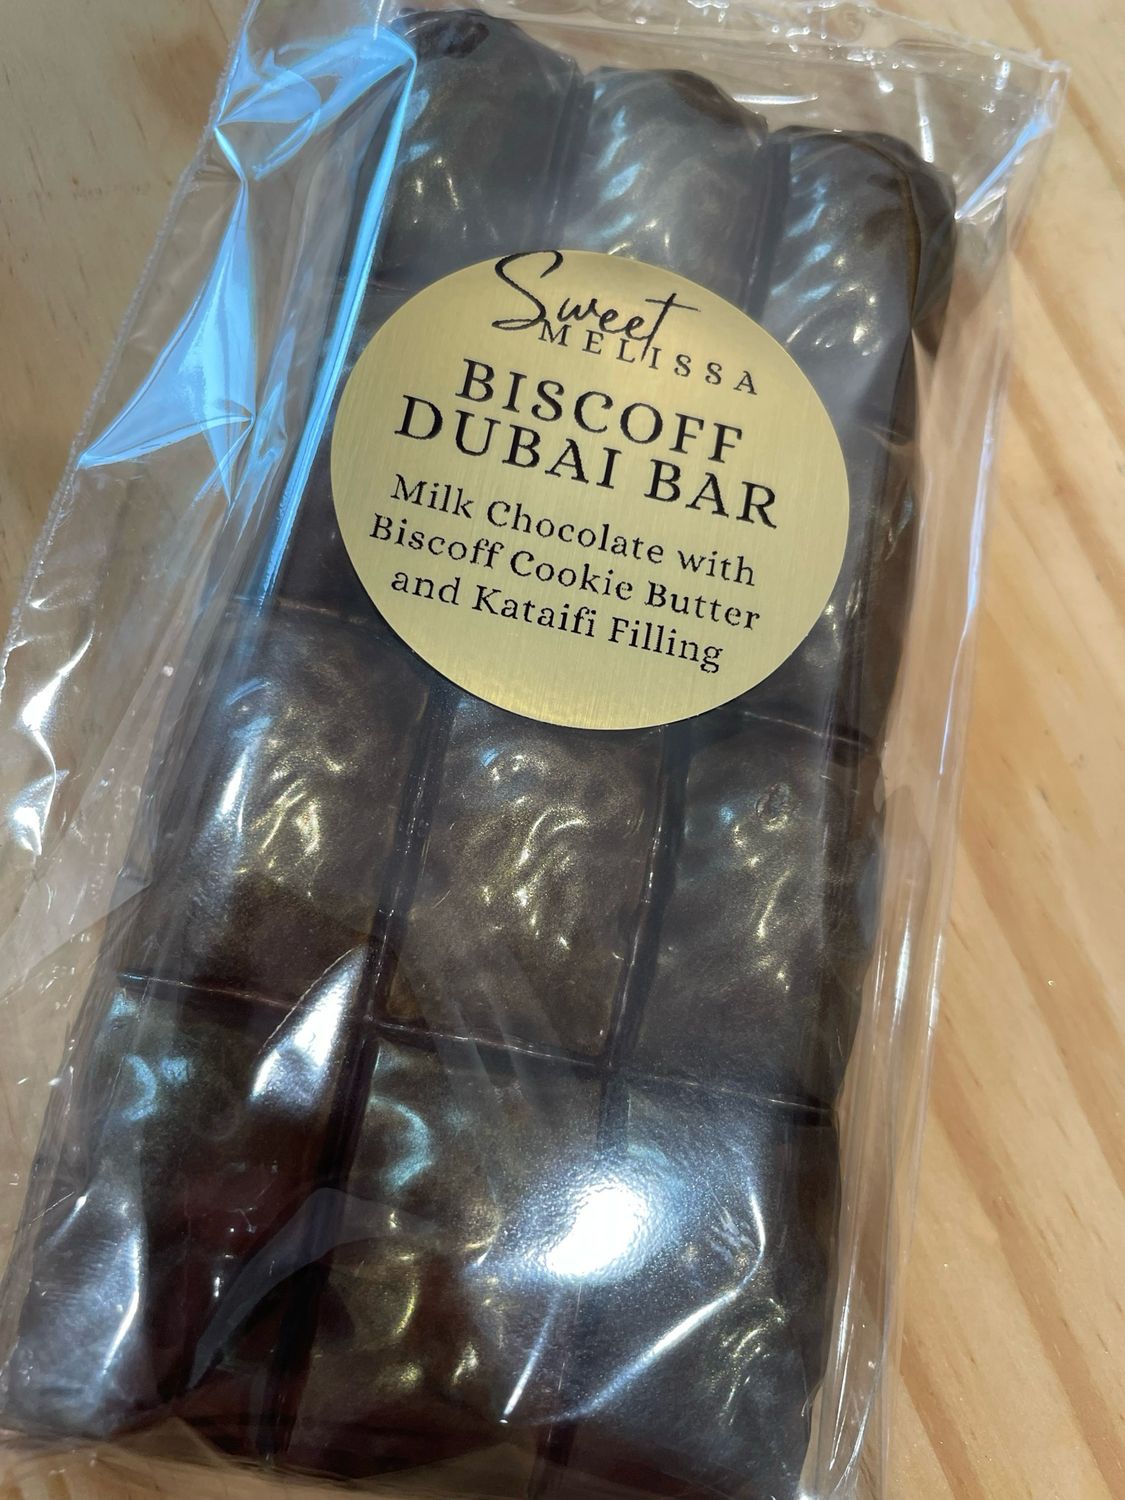 Sweet
MELISSA
BISCOFF
DUBAI BAR
Milk Chocolate with
Biscoff Cookie Butter
and Kataifi Filling